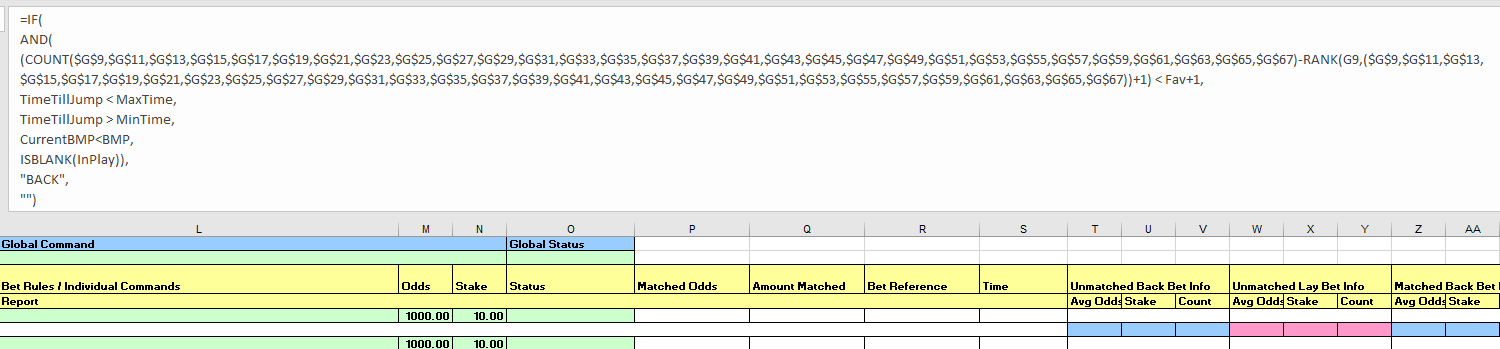 =IF(
AND(
(COUNT($G$9,$G$11,$G$13,$G$15,$G$17,$G$19,$G$21,$G$23,$G$25,$G$27,$G$29,$G$31,$G$33,$G$35,$G$37,$G$39,$G$41,$G$43,$G$45,$G$47,$G$49,$G$51,$G$53,$G$55,$G$57,$G$59,$G$61,$G$63,$G$65,$G$67)-RANK(G9,($G$9,$G$11,$G$13,
$G$15,$G$17,$G$19,$G$21,$G$23,$G$25,$G$27,$G$29,$G$31,$G$33,$G$35,$G$37,$G$39,$G$41,$G$43,$G$45,$G$47,$G$49,$G$51,$G$53,$G$55,$G$57,$G$59,$G$61,$G$63,$G$65,$G$67))+1) < Fav+1,
TimeTillJump < MaxTime,
TimeTillJump > MinTime,
CurrentBMP<BMP,
ISBLANK(InPlay)),
"BACK",
"")
L M N O P Q R S T U V W X Y Z AA
Global Command Global Status
Bet Rules / Individual Commands Odds Stake Status Matched Odds Amount Matched Bet Reference Time Unmatched Back Bet Info Unmatched Lay Bet Info Matched Back Bet
Report Avg Odds Stake Count Avg Odds Stake Count Avg Odds Stake
1000.00 10.00
1000.00 10.00